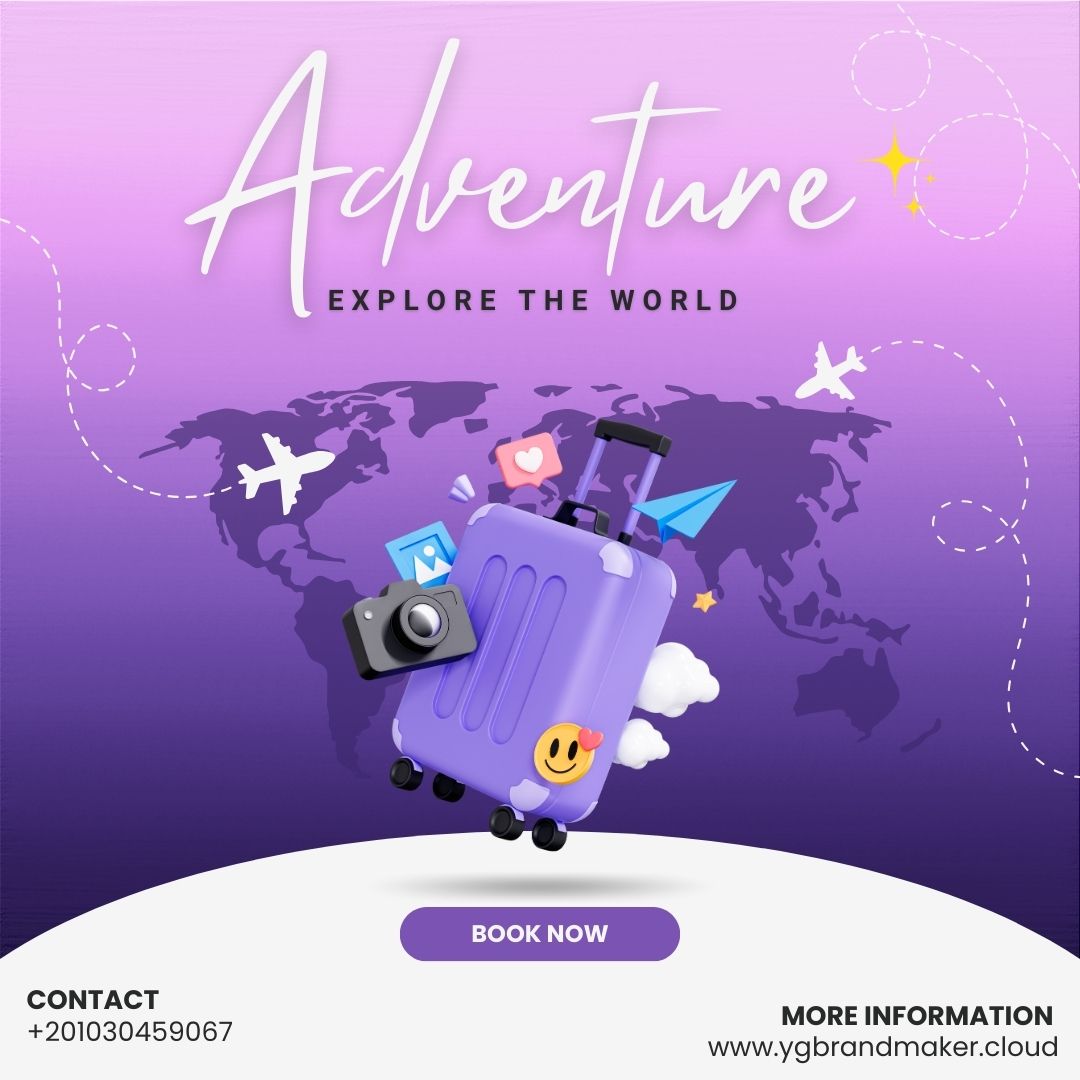 Adventure
EXPLORE THE WORLD
BOOK NOW
CONTACT
+201030459067
MORE INFORMATION
www.ygbrandmaker.cloud